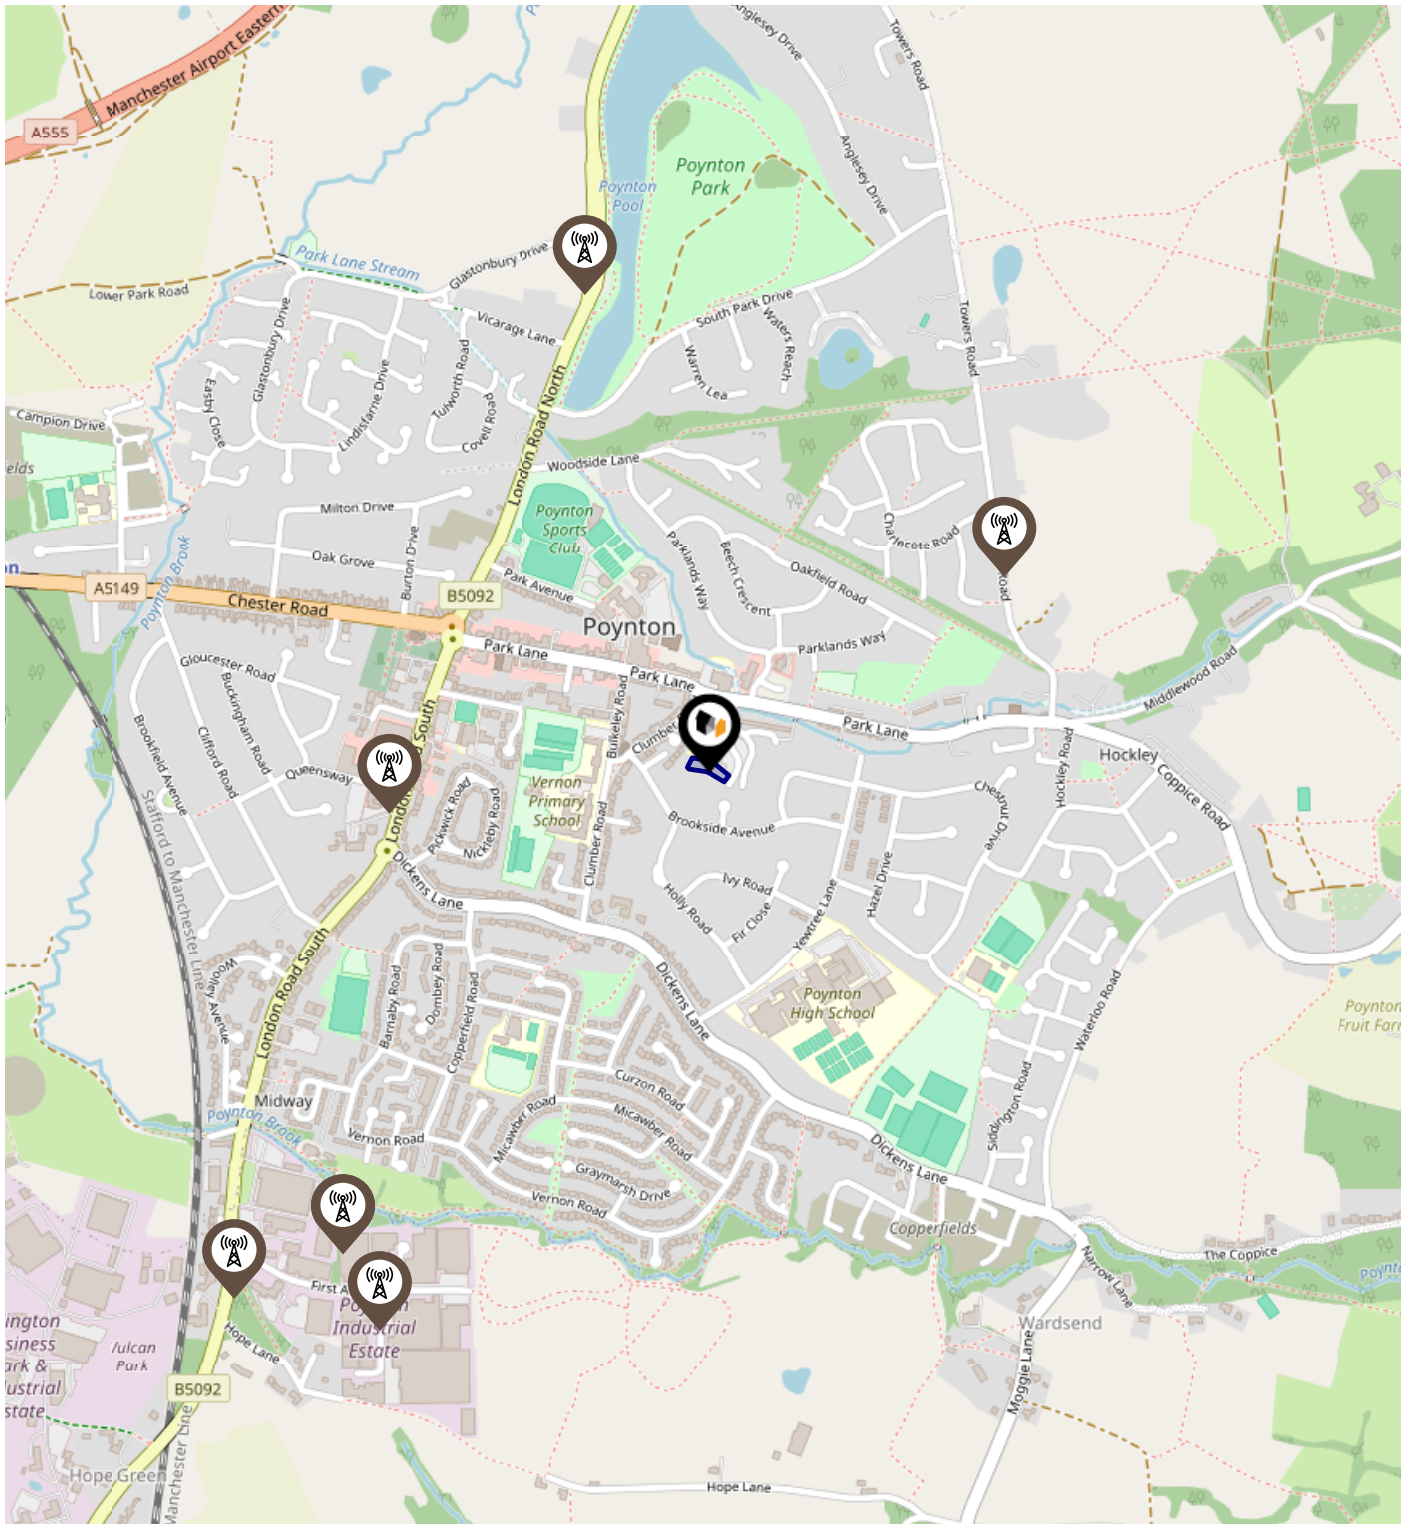 Manchester Airport Eastern
A555
Anglesey Drive
Towers Road
Anglesey Drive
Poynton
Park
Poynton
Pool
Park Lane Stream
Glastonbury Drive
Lower Park Road
Vicarage Lane
South Park Drive
Waters Reach
Warren Lea
Towers Road
Glastonbury Drive
Easby Close
Lindisfarne Drive
Tulworth Road
Covell Road
London Road North
Campion Drive
Woodside Lane
Milton Drive
Oak Grove
Burton Drive
Poynton
Sports
Club
Charlecote Road
Road
Parklands Way
Beech Crescent
Oakfield Road
Park Avenue
Poynton Brook
A5149
B5092
Chester Road
Poynton
Park Lane
Parklands Way
Park Lane
Middlewood Road
Gloucester Road
Buckingham Road
Clifford Road
Brookfield Avenue
Queensway
Bulkeley Road
Park Lane
Hockley
Hockley Road
Coppice Road
Chestnut Drive
Vernon
Primary
School
Pickwick Road
Nickleby Road
Clumber Road
Brookside Avenue
Ivy Road
Holly Road
Fir Close
Yewtree Lane
Hazel Drive
Stafford to Manchester Line
Dickens Lane
London Road South
Woolley Avenue
Barnaby Road
Dombey Road
Copperfield Road
Dickens Lane
Poynton
High School
Waterloo Road
Poynton
Fruit Farm
Midway
Poynton Brook
Curzon Road
Micawber Road
Micawber Road
Vernon Road
Graymarsh Drive
Vernon Road
Siddington Road
Dickens Lane
Copperfields
The Coppice
Narrow Lane
Wardsend
Moggie Lane
Industrial
Estate
Hope Lane
B5092
Hope Green
Manchester Line
Hope Lane